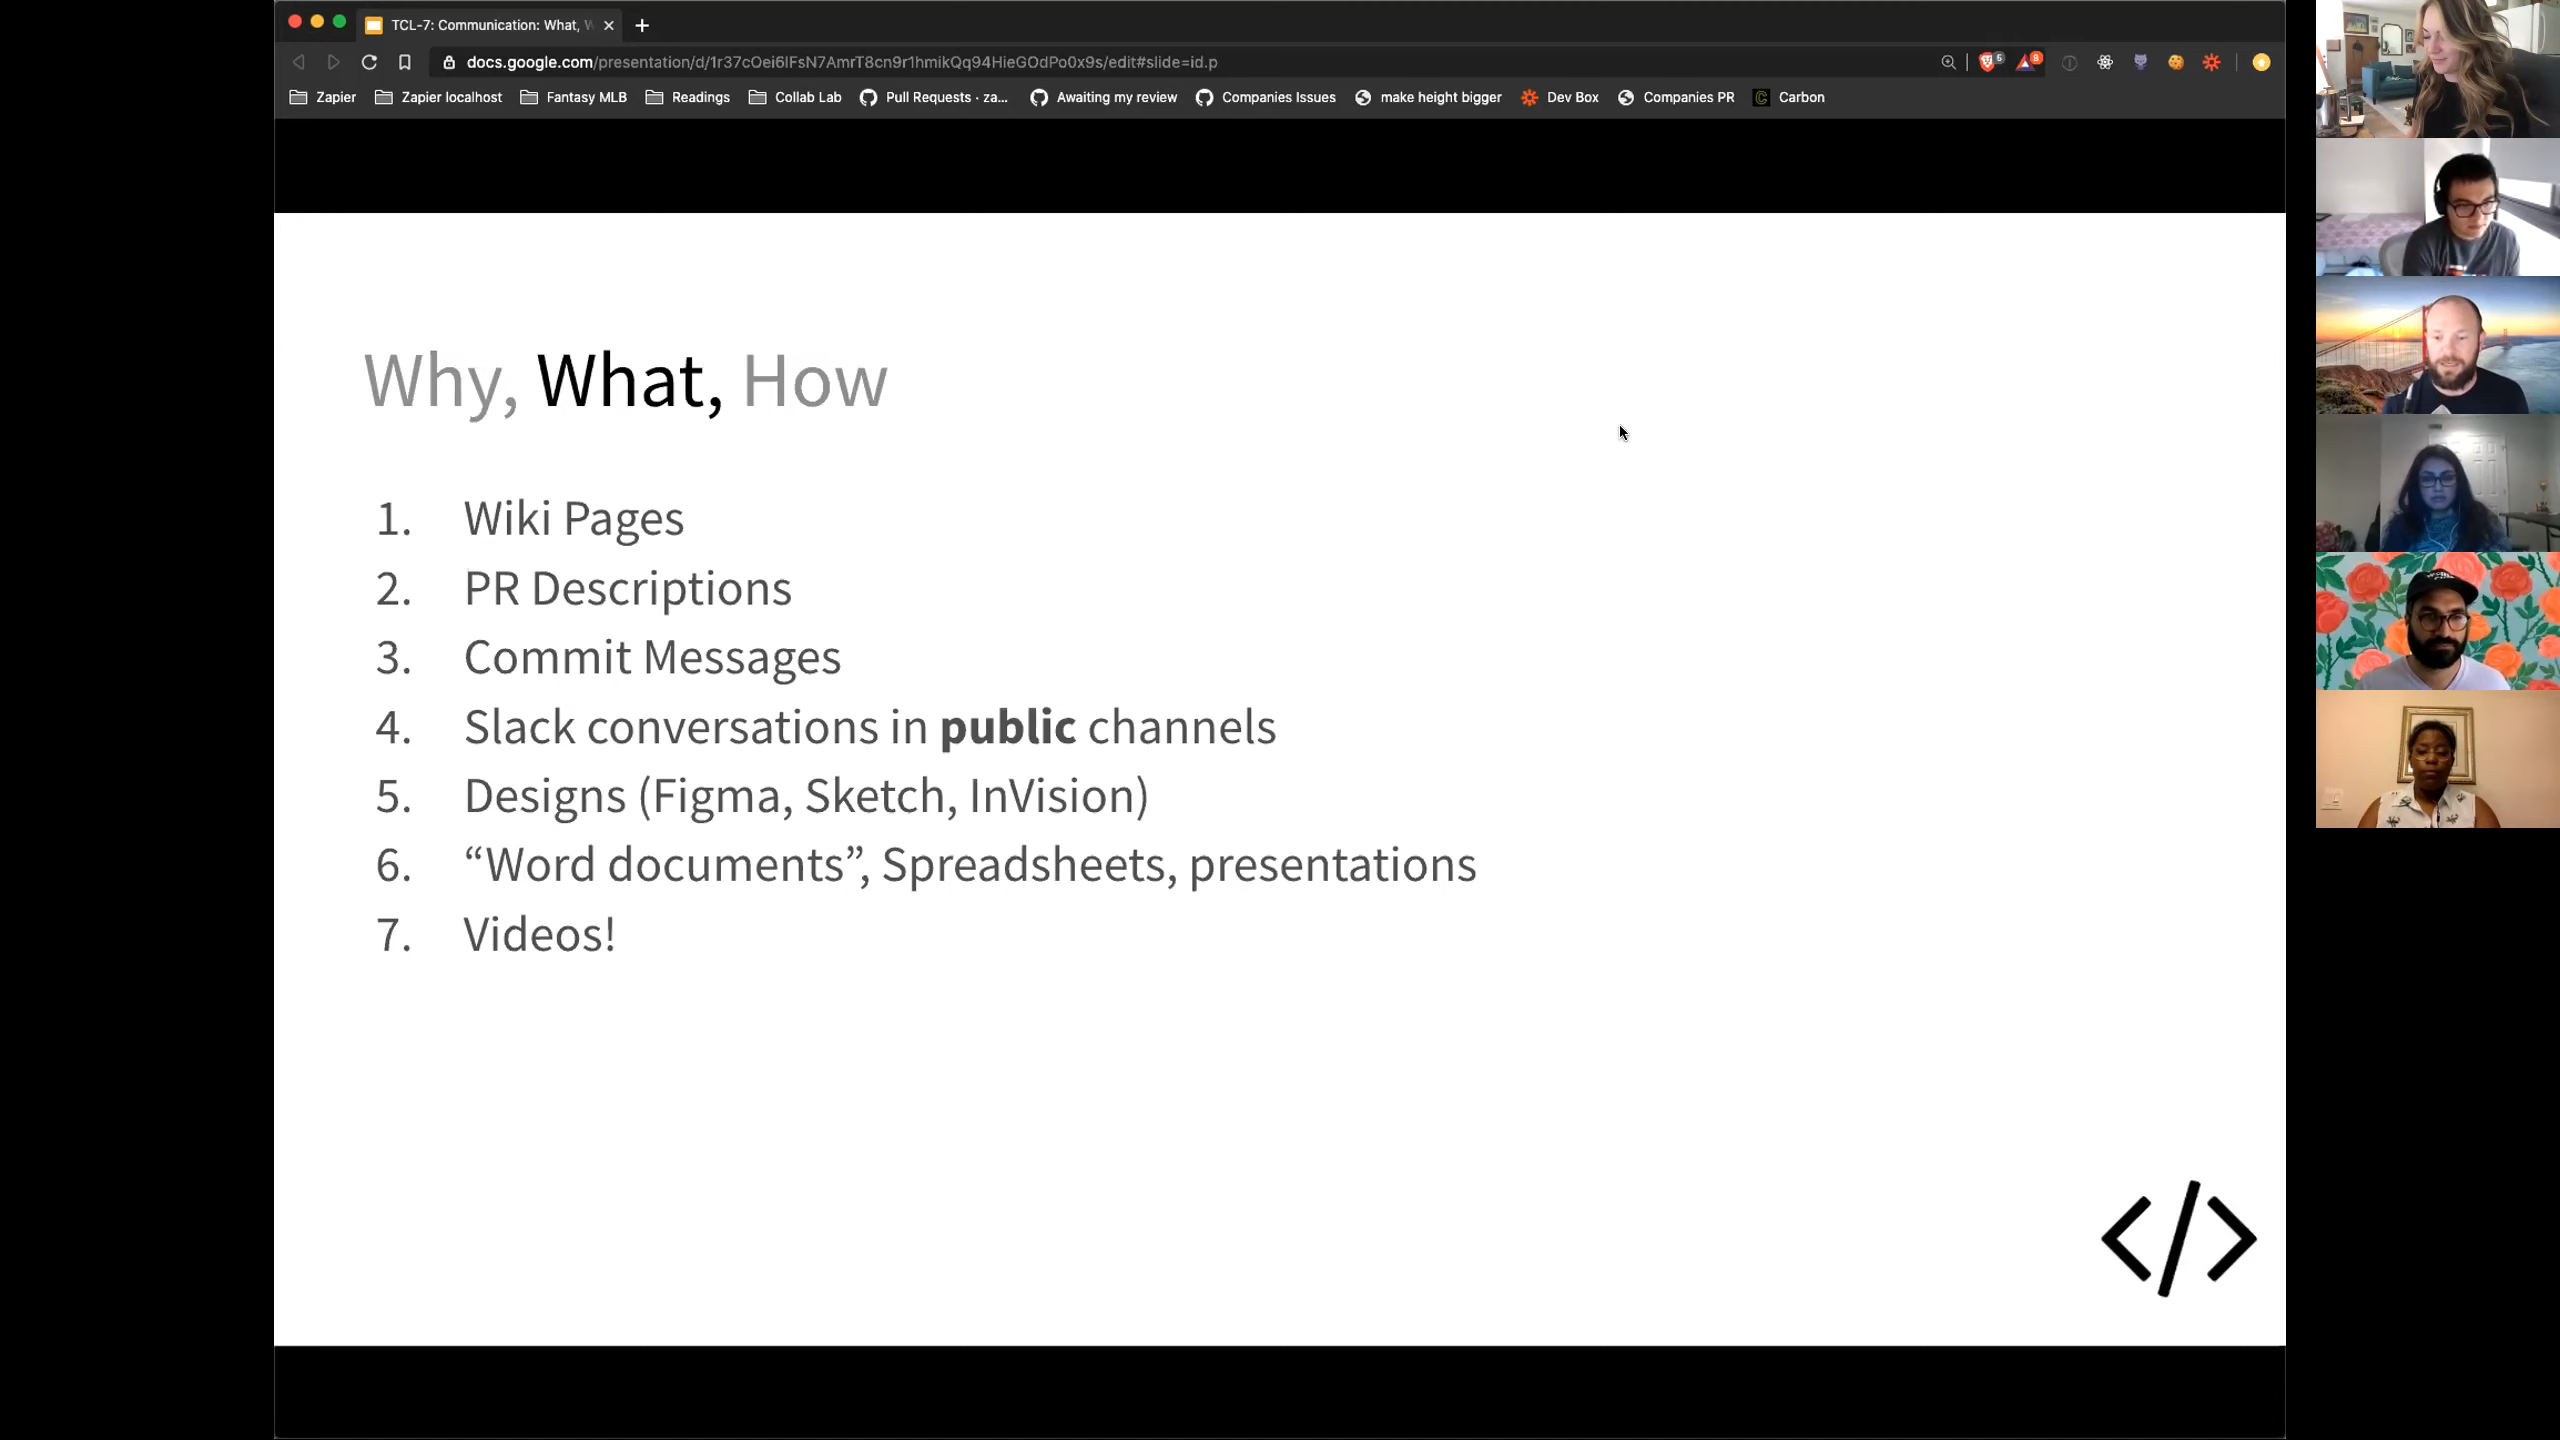 TCL-7: Communication: What, W
docs.google.com/presentation/d/1r37cOei6lFsN7AmrT8cn9r1hmikQq94HieGOdPo0x9s/edit#slide=id.p
5
8
Zapier
Zapier localhost
Fantasy MLB
Readings
Collab Lab
Pull Requests · za...
Awaiting my review
Companies Issues
make height bigger
Dev Box
Companies PR
Carbon
Why, What, How
1. Wiki Pages
2. PR Descriptions
3. Commit Messages
4. Slack conversations in public channels
5. Designs (Figma, Sketch, InVision)
6. “Word documents”, Spreadsheets, presentations
7. Videos!
</>